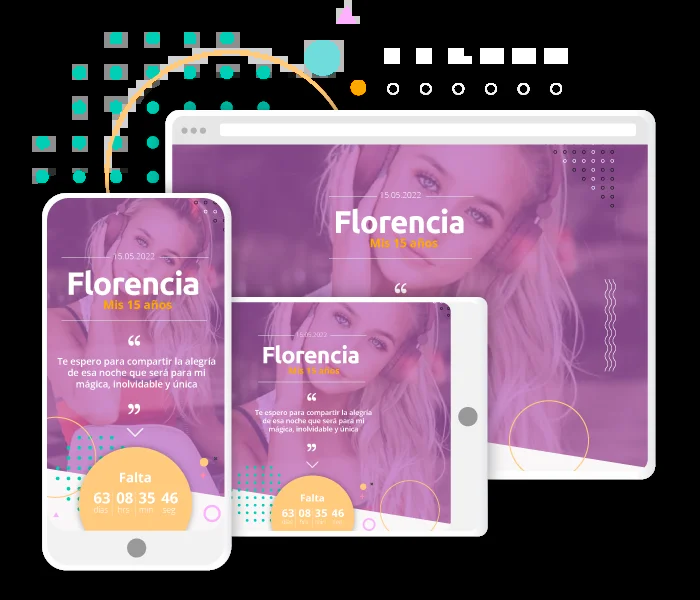 15.05.2022
Florencia
Mis 15 años
“
15.05.2022
Florencia
Mis 15 años
“
Te espero para compartir la alegría
de esa noche que será para mi
mágica, inolvidable y única
”
Falta
63 08 35 46
días hrs min seg
15.05.2022
Florencia
Mis 15 años
“
Te espero para compartir la alegría
de esa noche que será para mi
mágica, inolvidable y única
”
Falta
63 08 35 46
días hrs min seg